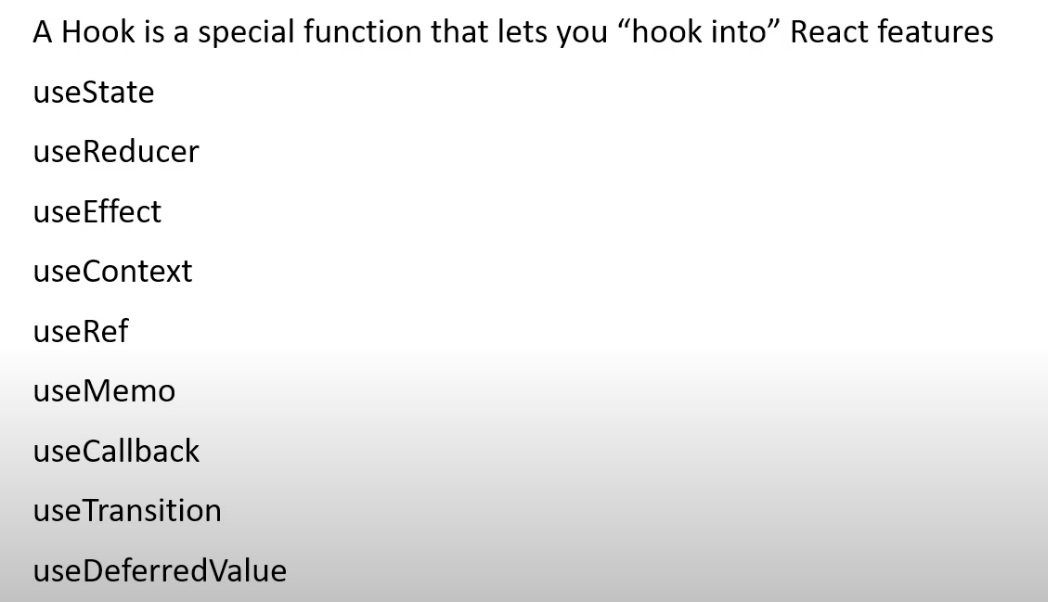 A Hook is a special function that lets you “hook into” React features
useState
useReducer
useEffect
useContext
useRef
useMemo
useCallback
useTransition
useDeferredValue